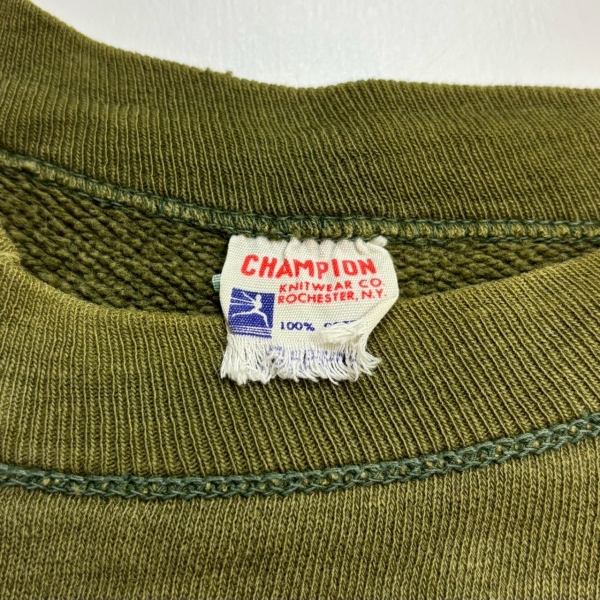 CHAMPION
KNITWEAR CO
ROCHESTER, N.Y.
100%